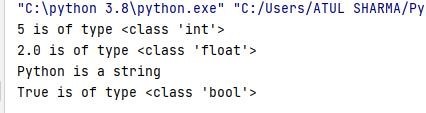 "C:\python 3.8\python.exe" "C:/Users/ATUL SHARMA/Py
5 is of type <class 'int'>
2.0 is of type <class 'float'>
Python is a string
True is of type <class 'bool'>